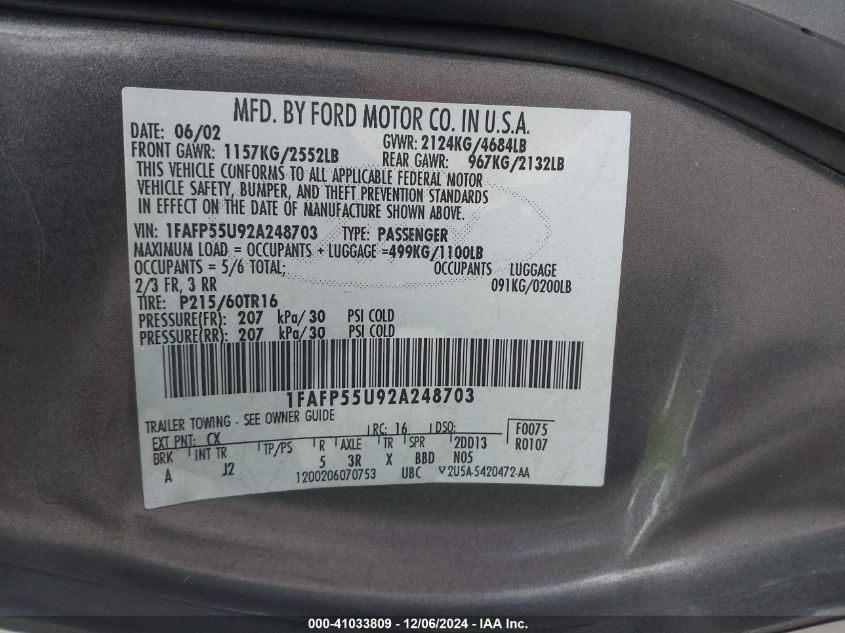 MFD. BY FORD MOTOR CO. IN U.S.A.
DATE: 06/02 GVWR: 2124KG/4684LB
FRONT GAWR: 1157KG/2552LB REAR GAWR: 967KG/2132LB
THIS VEHICLE CONFORMS TO ALL APPLICABLE FEDERAL MOTOR
VEHICLE SAFETY, BUMPER, AND THEFT PREVENTION STANDARDS
IN EFFECT ON THE DATE OF MANUFACTURE SHOWN ABOVE.
VIN: 1FAFP55U92A248703 TYPE: PASSENGER
MAXIMUM LOAD = OCCUPANTS + LUGGAGE =499KG/1100LB
OCCUPANTS = 5/6 TOTAL; OCCUPANTS LUGGAGE
2/3 FR, 3 RR 091KG/0200LB
TIRE: P215/60TR16
PRESSURE(FR): 207 kPa/30 PSI COLD
PRESSURE(RR): 207 kPa/30 PSI COLD
1FAFP55U92A248703
TRAILER TOWING - SEE OWNER GUIDE
EXT PNT: CX RC: 16 DSO: F0075
BRK INT TR TP/PS R AXLE TR SPR 2DD13 R0107
A J2 5 3R X BBD N05
1200206070753 UBC 2U5A-5420472-AA
000-41033809 - 12/06/2024 - IAA Inc.